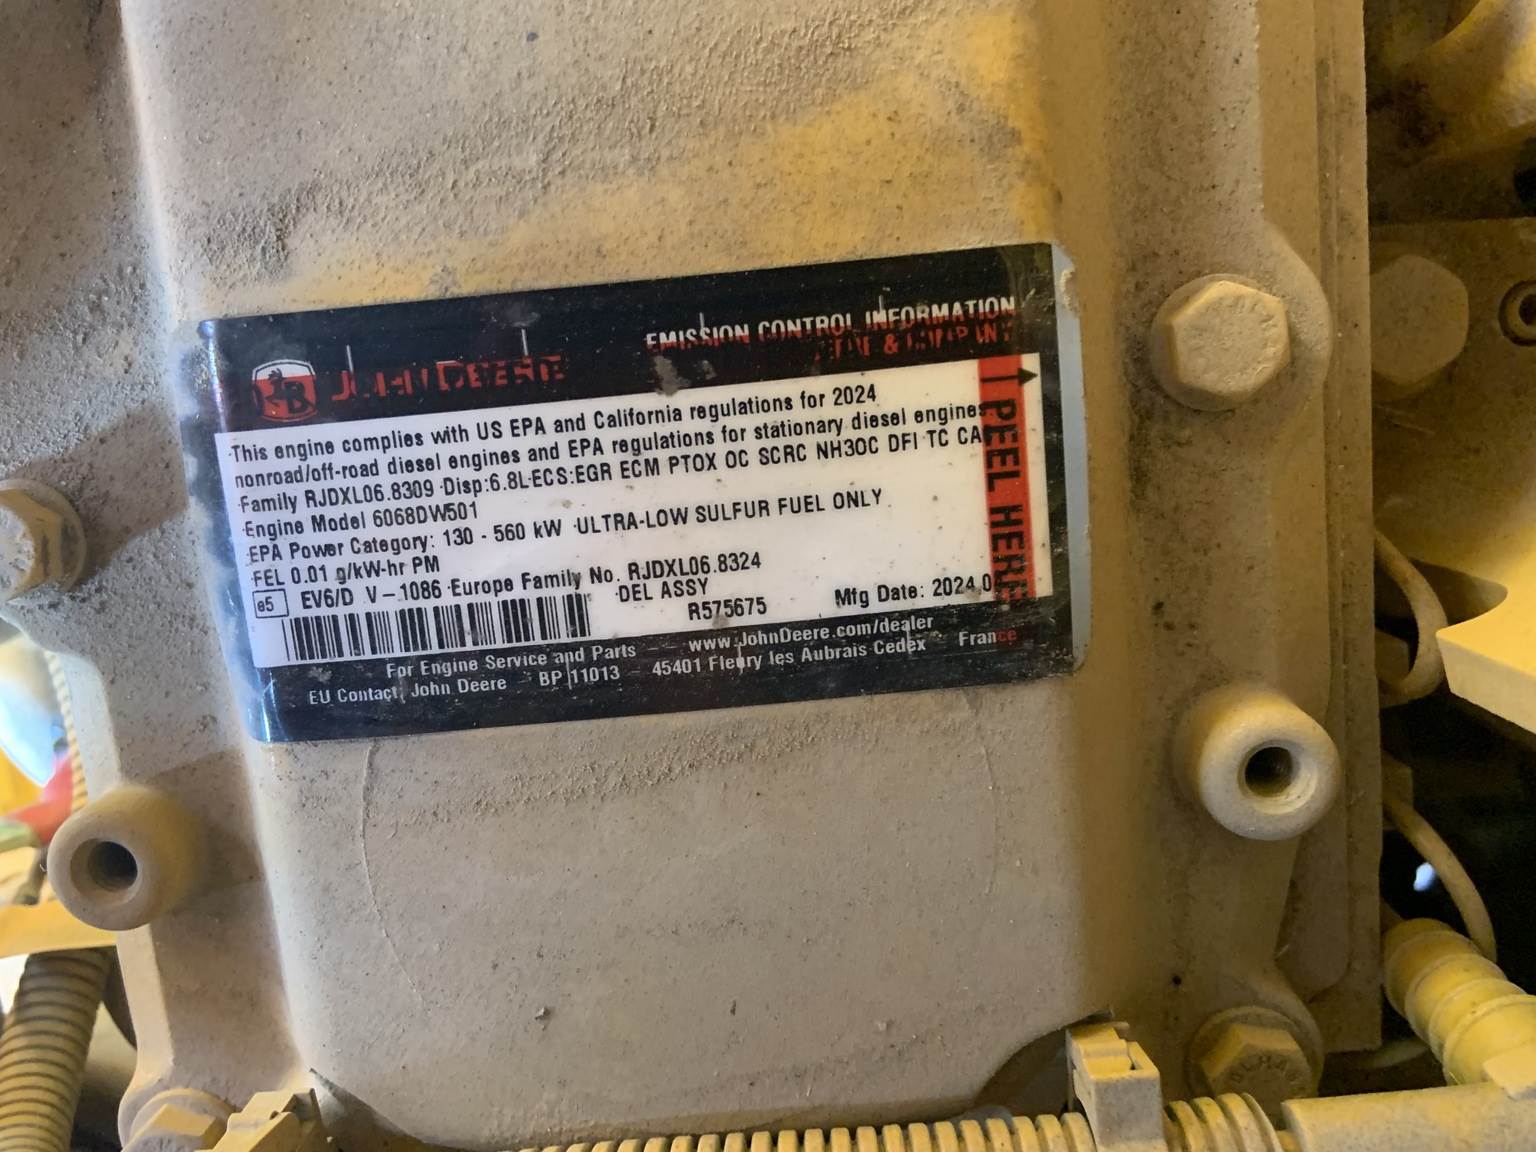 JOHN DEERE
EMISSION CONTROL INFORMATION
This engine complies with US EPA and California regulations for 2024
nonroad/off-road diesel engines and EPA regulations for stationary diesel engines.
Family RJDXL06.8309 Disp:6.8L ECS:EGR ECM PTOX OC SCRC NH3OC DFI TC CAC
Engine Model 6068DW501
EPA Power Category: 130 - 560 kW ULTRA-LOW SULFUR FUEL ONLY
FEL 0.01 g/kW-hr PM
e5 EV6/D V-1086 Europe Family No. RJDXL06.8324
DEL ASSY
R575675 Mfg Date: 2024.0
PEEL HERE
For Engine Service and Parts www.JohnDeere.com/dealer
EU Contact: John Deere BP 11013 45401 Fleury les Aubrais Cedex France